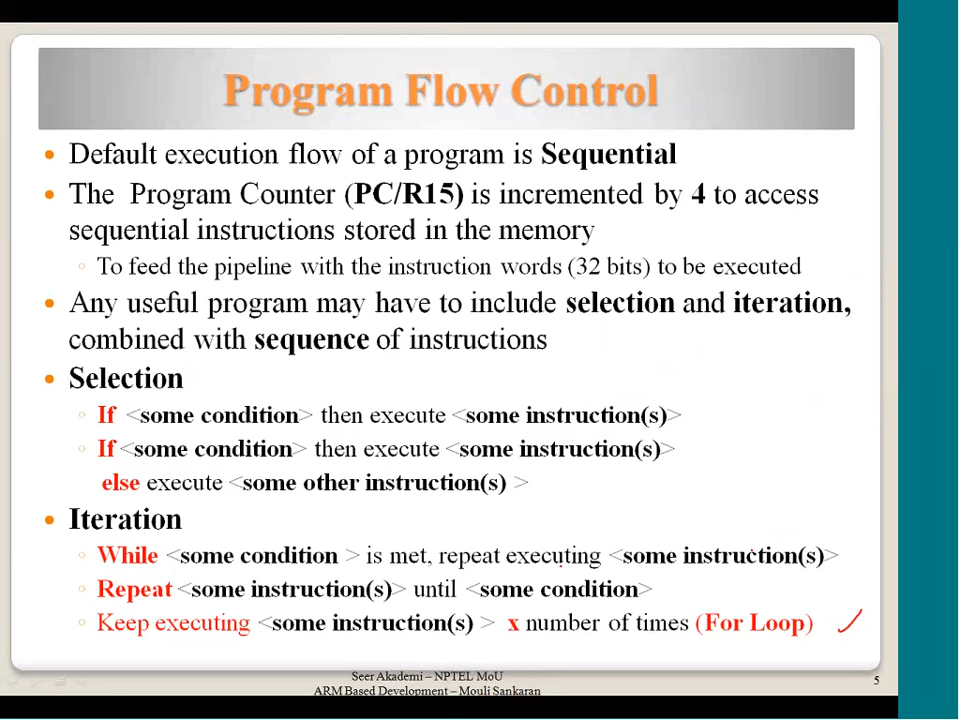 Program Flow Control
• Default execution flow of a program is Sequential
• The Program Counter (PC/R15) is incremented by 4 to access
sequential instructions stored in the memory
◦ To feed the pipeline with the instruction words (32 bits) to be executed
• Any useful program may have to include selection and iteration,
combined with sequence of instructions
• Selection
◦ If <some condition> then execute <some instruction(s)>
◦ If <some condition> then execute <some instruction(s)>
else execute <some other instruction(s) >
• Iteration
◦ While <some condition > is met, repeat executing <some instruction(s)>
◦ Repeat <some instruction(s)> until <some condition>
◦ Keep executing <some instruction(s) > x number of times (For Loop)
Seer Akademi – NPTEL MoU
ARM Based Development – Mouli Sankaran
5